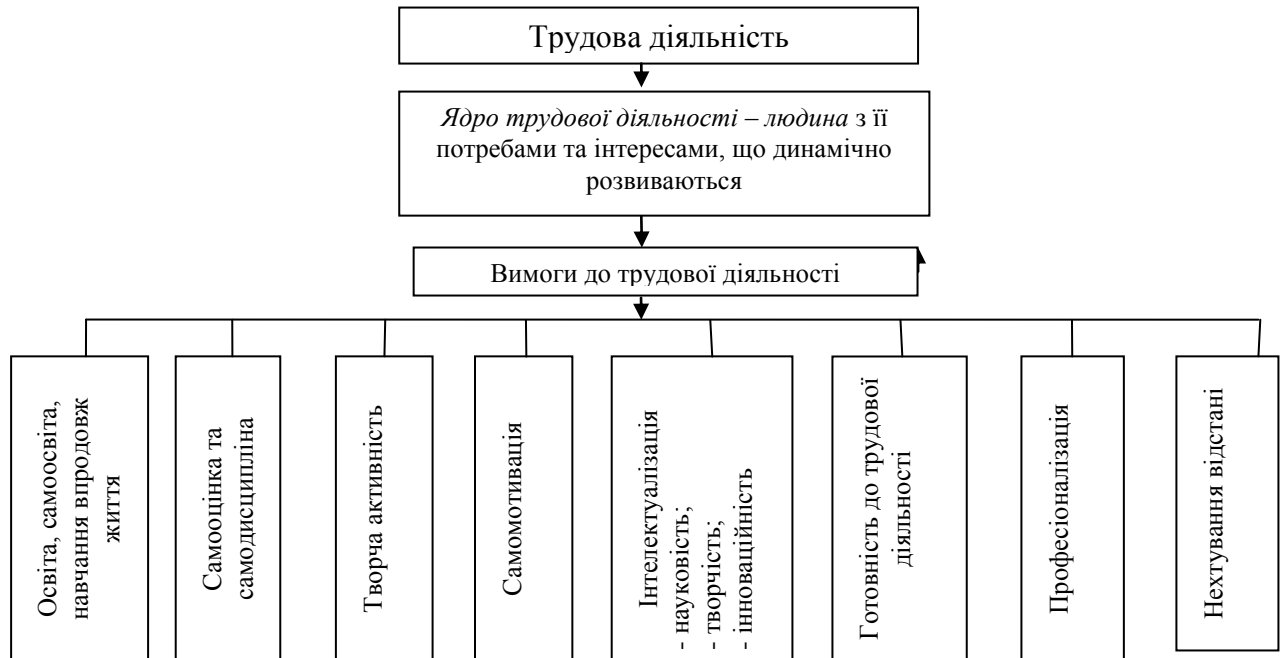 Трудова діяльність
Ядро трудової діяльності – людина з її
потребами та інтересами, що динамічно
розвиваються
Вимоги до трудової діяльності
Освіта, самоосвіта,
навчання впродовж
життя
Самооцінка та
самодисципліна
Творча активність
Самомотивація
Інтелектуалізація
- науковість;
- творчість;
- інноваційність
Готовність до трудової
діяльності
Професіоналізація
Нехтування відстані